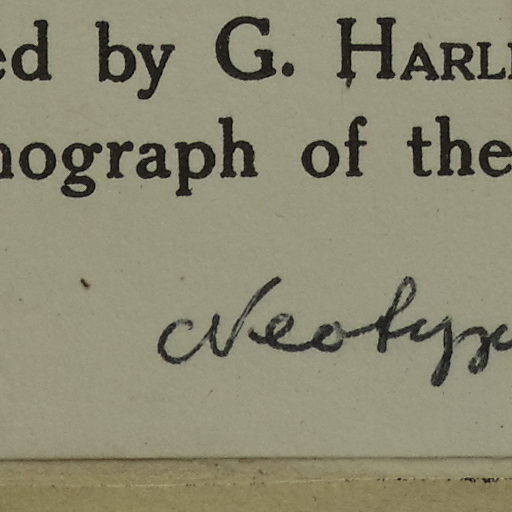 ed by G. HARL
nograph of the
Neotyp